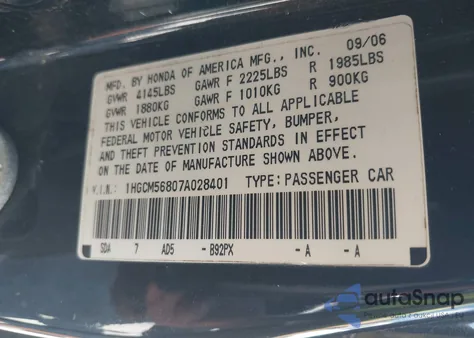 MFD. BY HONDA OF AMERICA MFG., INC. 09/06
GVWR 4145LBS GAWR F 2225LBS R 1985LBS
GVWR 1880KG GAWR F 1010KG R 900KG
THIS VEHICLE CONFORMS TO ALL APPLICABLE
FEDERAL MOTOR VEHICLE SAFETY, BUMPER,
AND THEFT PREVENTION STANDARDS IN EFFECT
ON THE DATE OF MANUFACTURE SHOWN ABOVE.
V.I.N.: 1HGCM56807A028401 TYPE: PASSENGER CAR
SDA 7 AD5 - B92PX - A - A
autoSnap